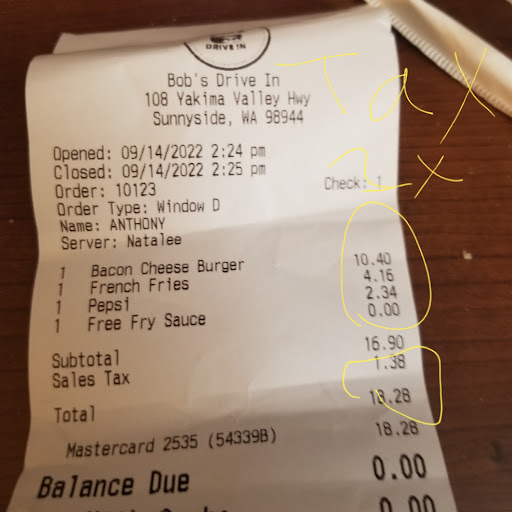 DRIVE IN
Bob's Drive In
108 Yakima Valley Hwy
Sunnyside, WA 98944
Tax
2x
Opened: 09/14/2022 2:24 pm
Closed: 09/14/2022 2:25 pm
Order: 10123 Check: 1
Order Type: Window D
Name: ANTHONY
Server: Natalee
1 Bacon Cheese Burger 10.40
1 French Fries 4.16
1 Pepsi 2.34
1 Free Fry Sauce 0.00
Subtotal 16.90
Sales Tax 1.38
Total 18.28
Mastercard 2535 (54339B) 18.28
Balance Due 0.00
0.00